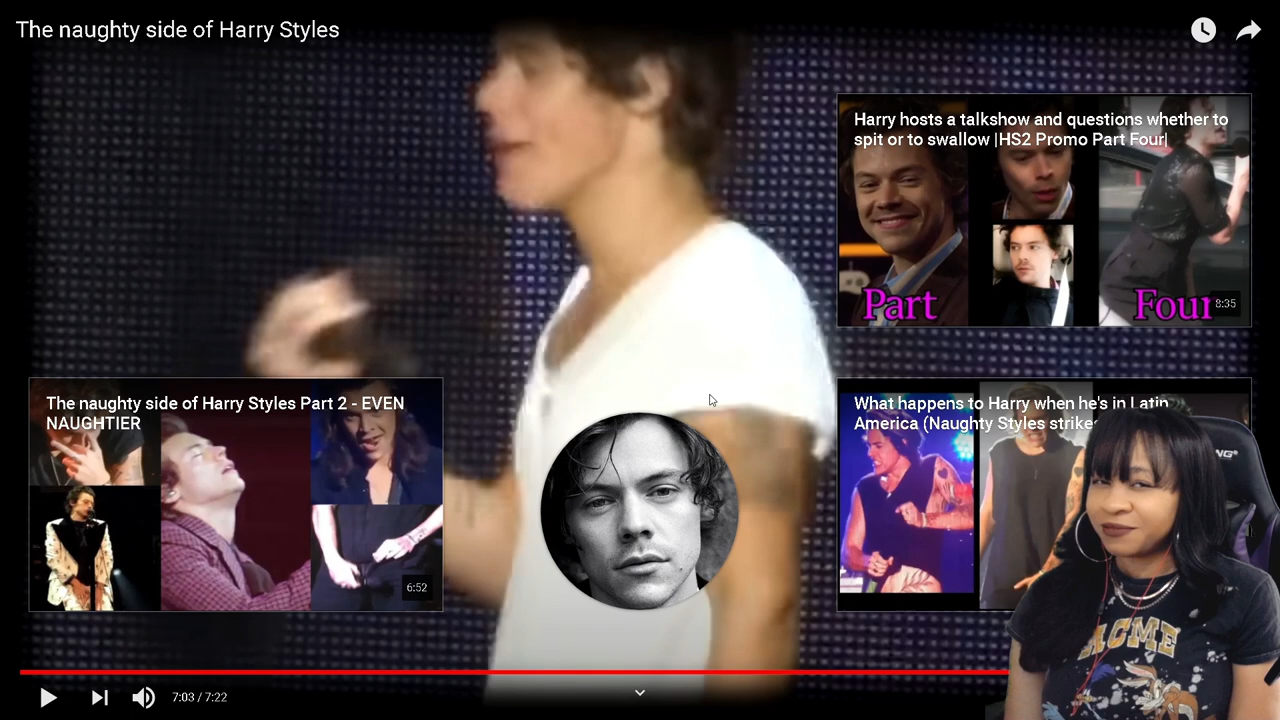 The naughty side of Harry Styles
Harry hosts a talkshow and questions whether to
spit or to swallow |HS2 Promo Part Four|
Part Four
8:35
The naughty side of Harry Styles Part 2 - EVEN
NAUGHTIER
6:52
What happens to Harry when he's in Latin
America (Naughty Styles strikes
ACME
7:03 / 7:22